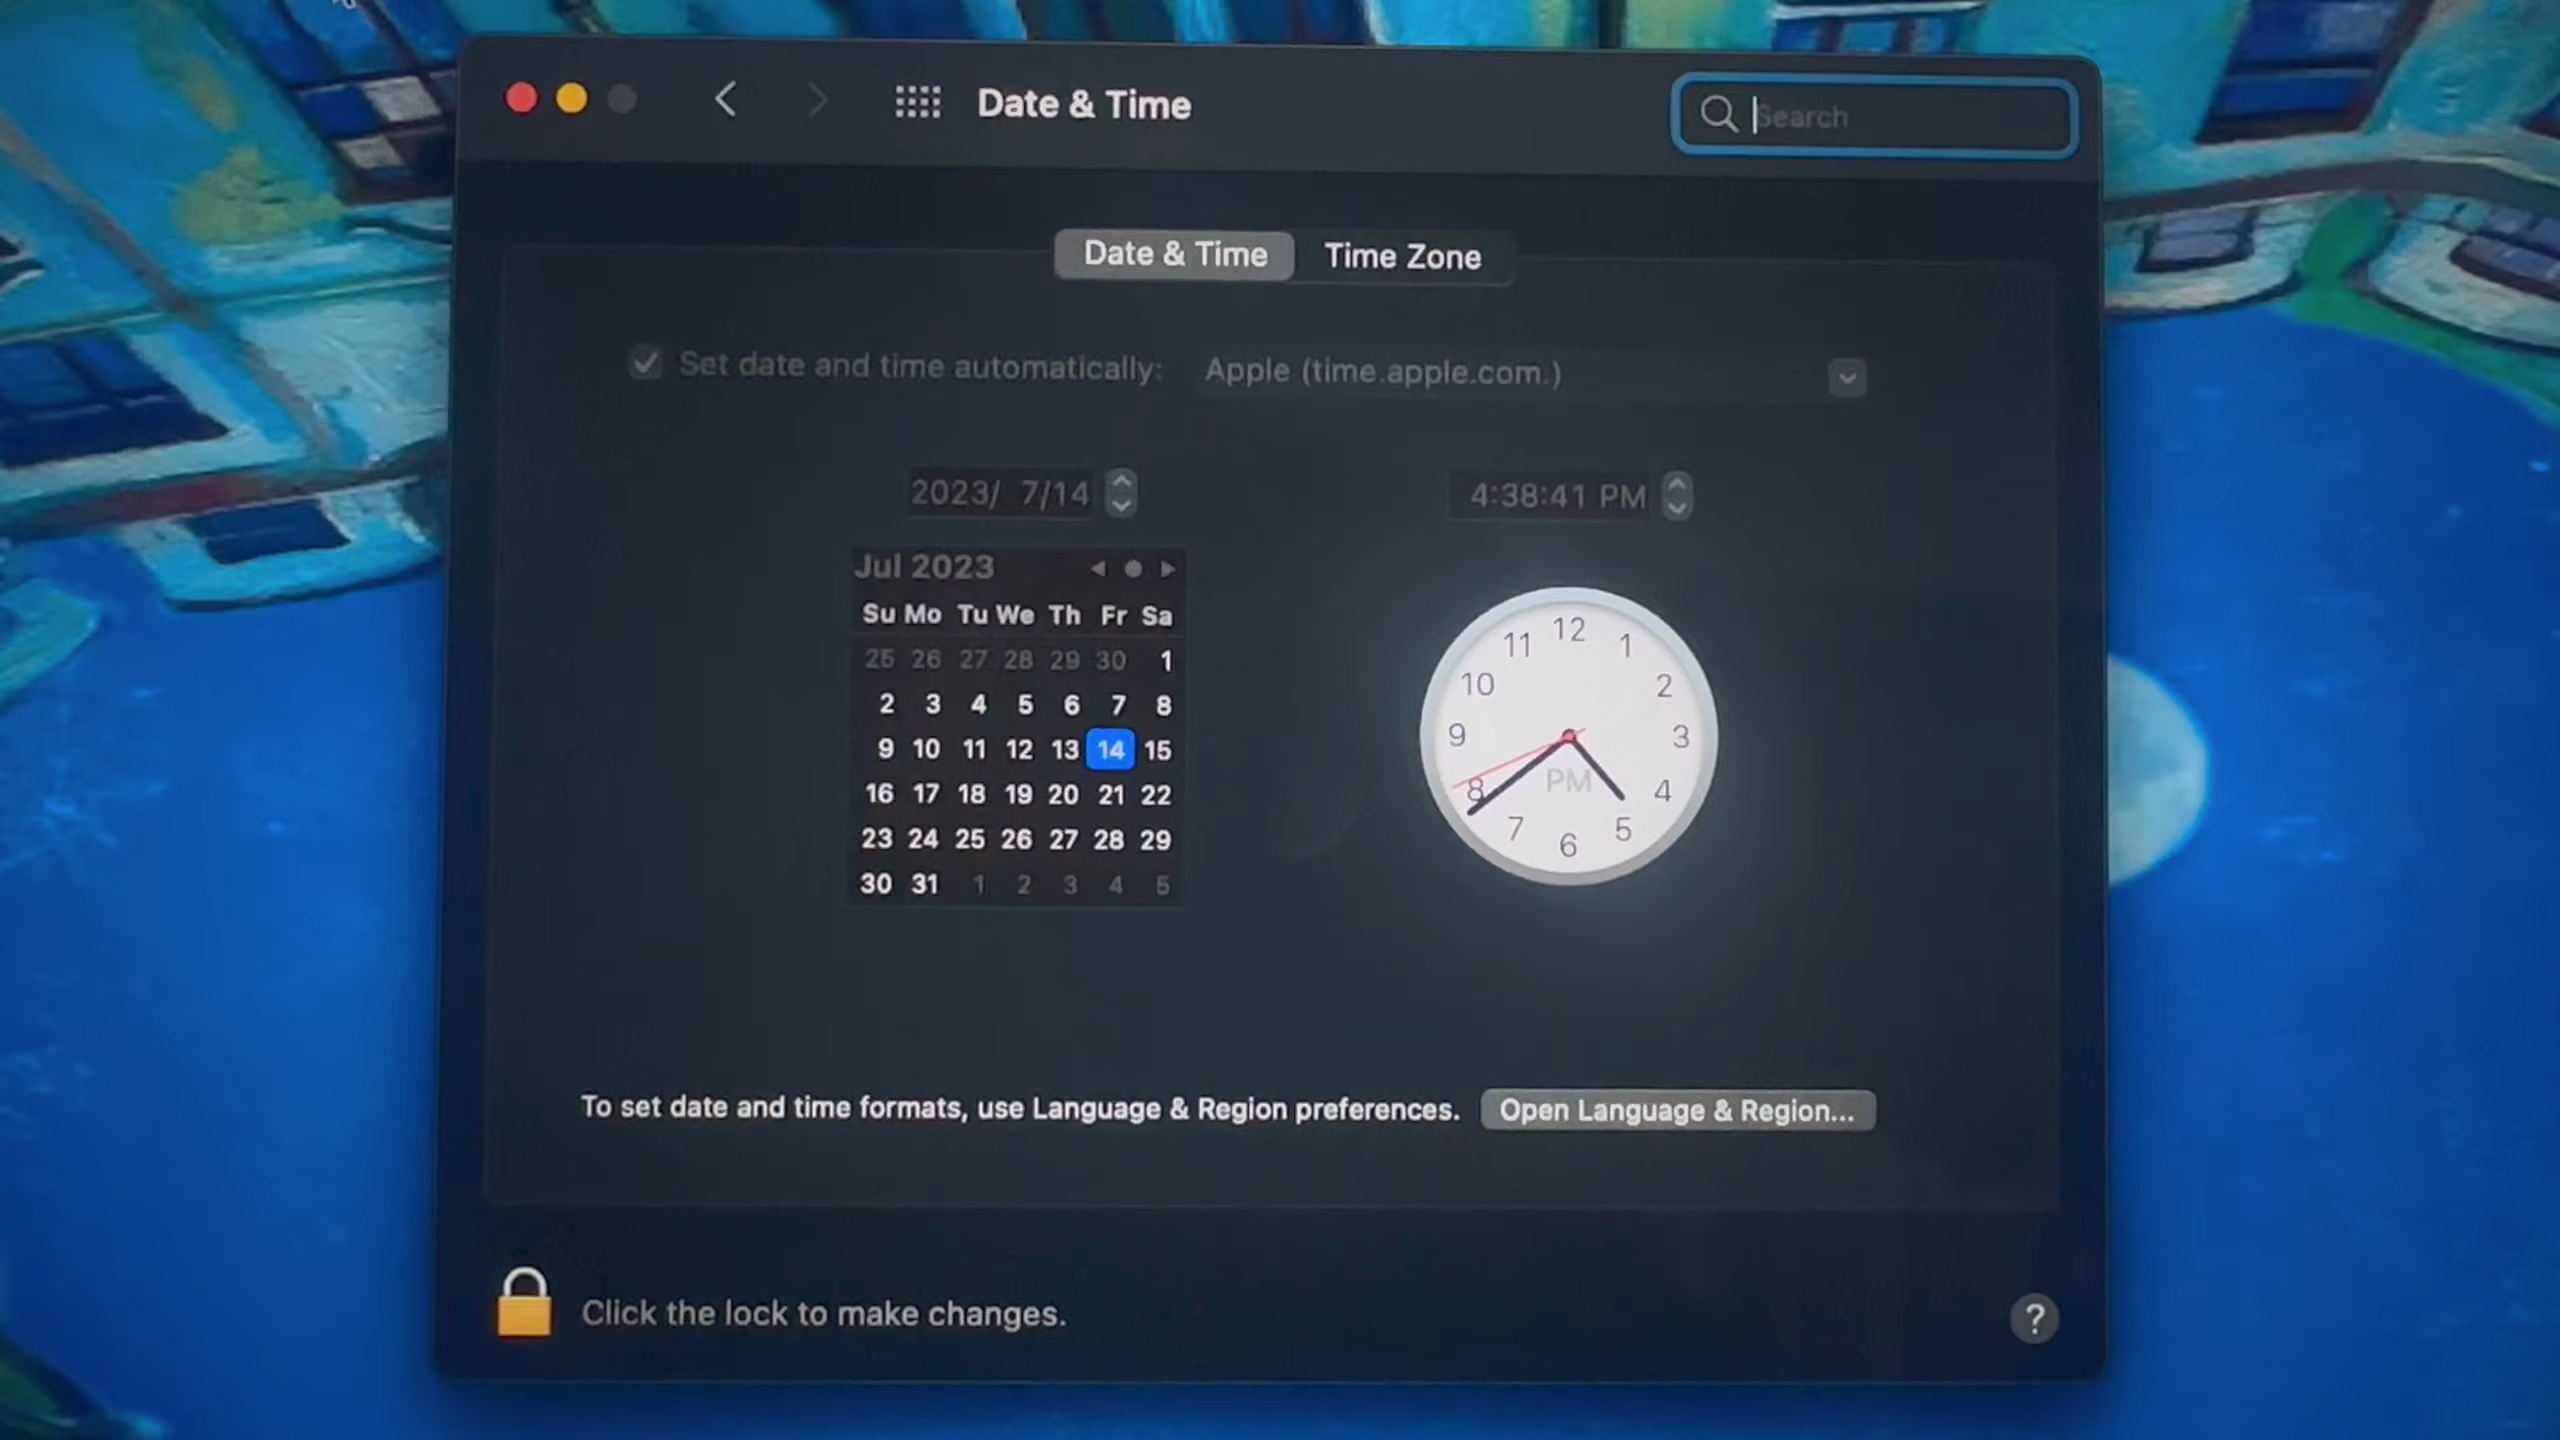 Date & Time
Search
Date & Time
Time Zone
Set date and time automatically:
Apple (time.apple.com.)
2023/ 7/14
4:38:41 PM
Jul 2023
Su Mo Tu We Th Fr Sa
25 26 27 28 29 30 1
2 3 4 5 6 7 8
9 10 11 12 13 14 15
16 17 18 19 20 21 22
23 24 25 26 27 28 29
30 31 1 2 3 4 5
12
11
1
10
2
9
3
PM
8
4
7
5
6
To set date and time formats, use Language & Region preferences.
Open Language & Region...
Click the lock to make changes.
?